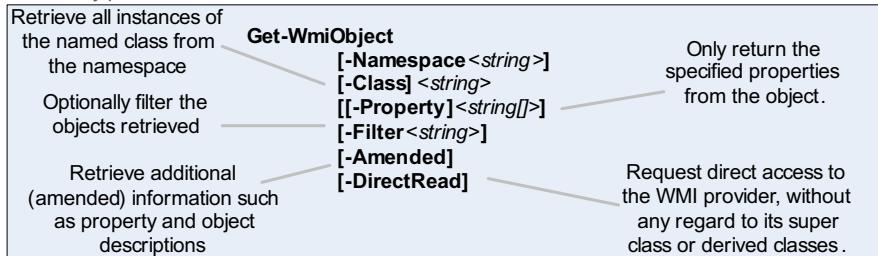 Retrieve all instances of
the named class from
the namespace
Get-WmiObject
[-Namespace <string>]
[-Class] <string>
[[-Property] <string[]>]
[-Filter <string>]
[-Amended]
[-DirectRead]
Only return the
specified properties
from the object.
Optionally filter the
objects retrieved
Retrieve additional
(amended) information such
as property and object
descriptions
Request direct access to
the WMI provider, without
any regard to its super
class or derived classes.